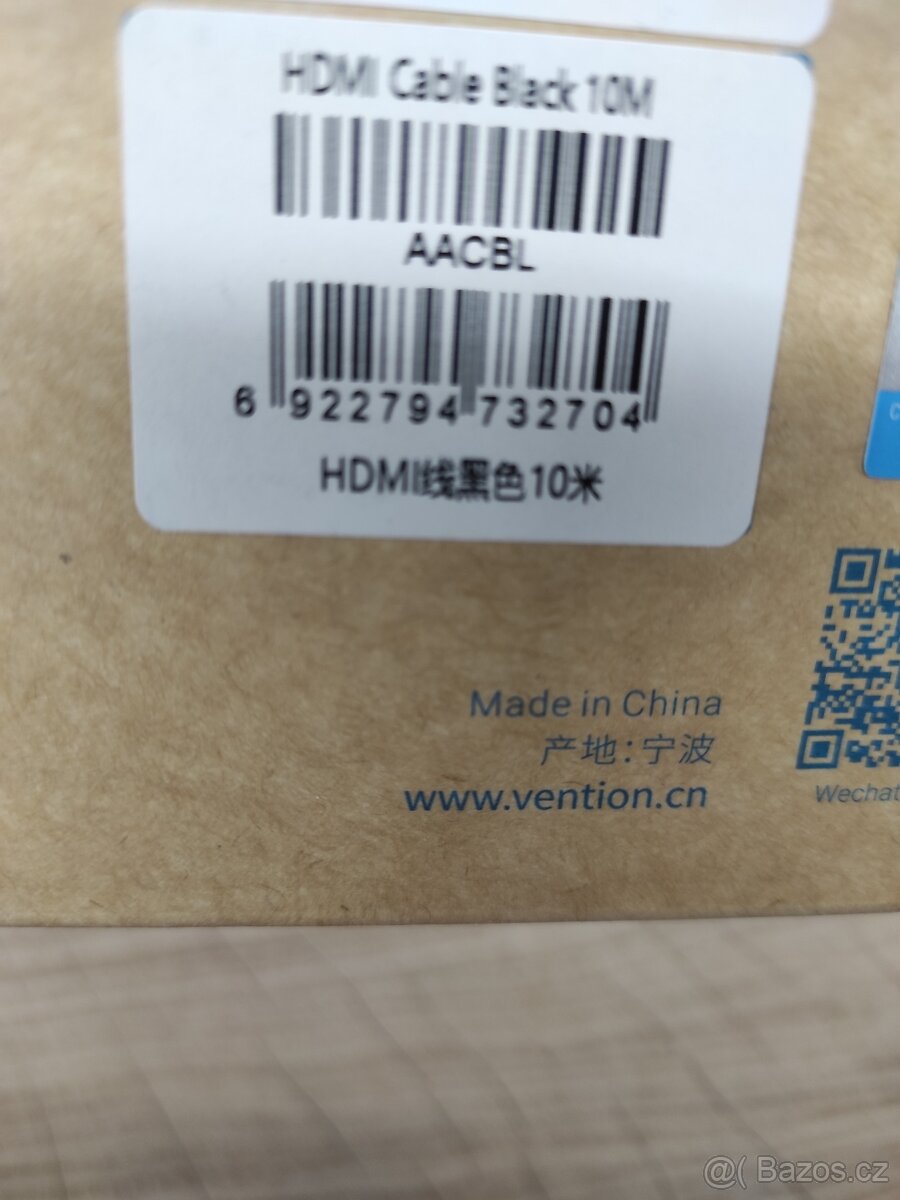 HDMI Cable Black 10M
AACBL
6 922794 732704
HDMI线黑色10米
Made in China
产地：宁波
www.vention.cn
Wechat
@( Bazos.cz